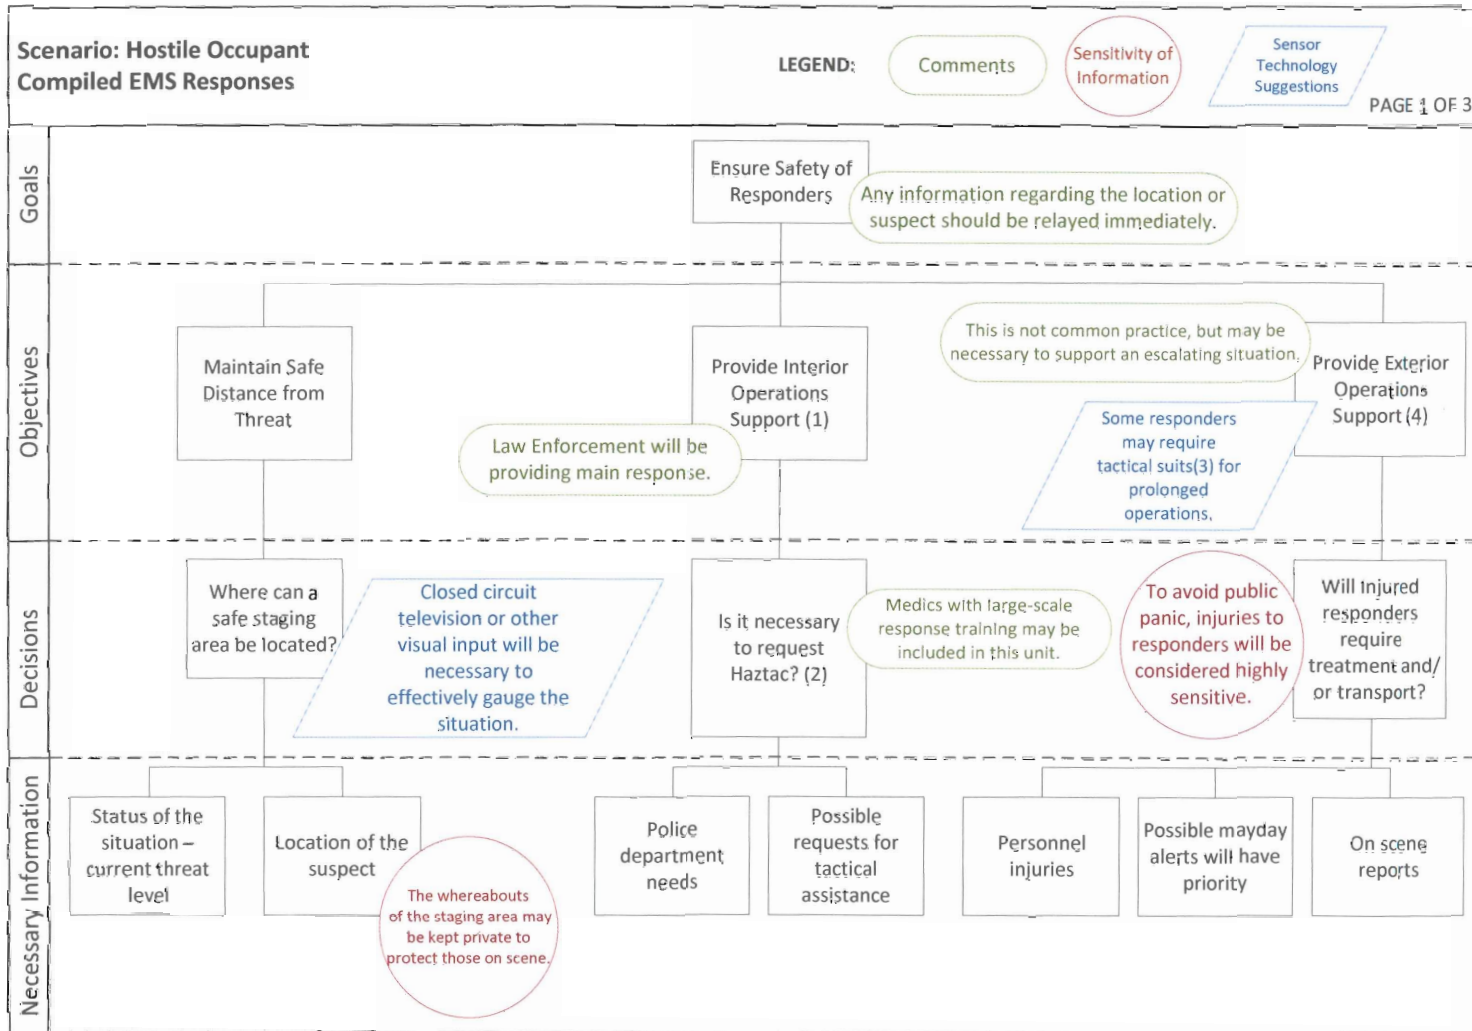 Scenario: Hostile Occupant
Compiled EMS Responses
LEGEND:
Comments
Sensitivity of
Information
Sensor
Technology
Suggestions
PAGE 1 OF 3
Goals
Ensure Safety of
Responders
Any information regarding the location or
suspect should be relayed immediately.
Objectives
Maintain Safe
Distance from
Threat
Provide Interior
Operations
Support (1)
Law Enforcement will be
providing main response.
This is not common practice, but may be
necessary to support an escalating situation.
Provide Exterior
Operations
Support (4)
Some responders
may require
tactical suits(3) for
prolonged
operations.
Decisions
Where can a
safe staging
area be located?
Closed circuit
television or other
visual input will be
necessary to
effectively gauge the
situation.
Is it necessary
to request
Haztac? (2)
Medics with large-scale
response training may be
included in this unit.
To avoid public
panic, injuries to
responders will be
considered highly
sensitive.
Will Injured
responders
require
treatment and/
or transport?
Necessary Information
Status of the
situation –
current threat
level
Location of the
suspect
The whereabouts
of the staging area may
be kept private to
protect those on scene.
Police
department
needs
Possible
requests for
tactical
assistance
Personnel
injuries
Possible mayday
alerts will have
priority
On scene
reports